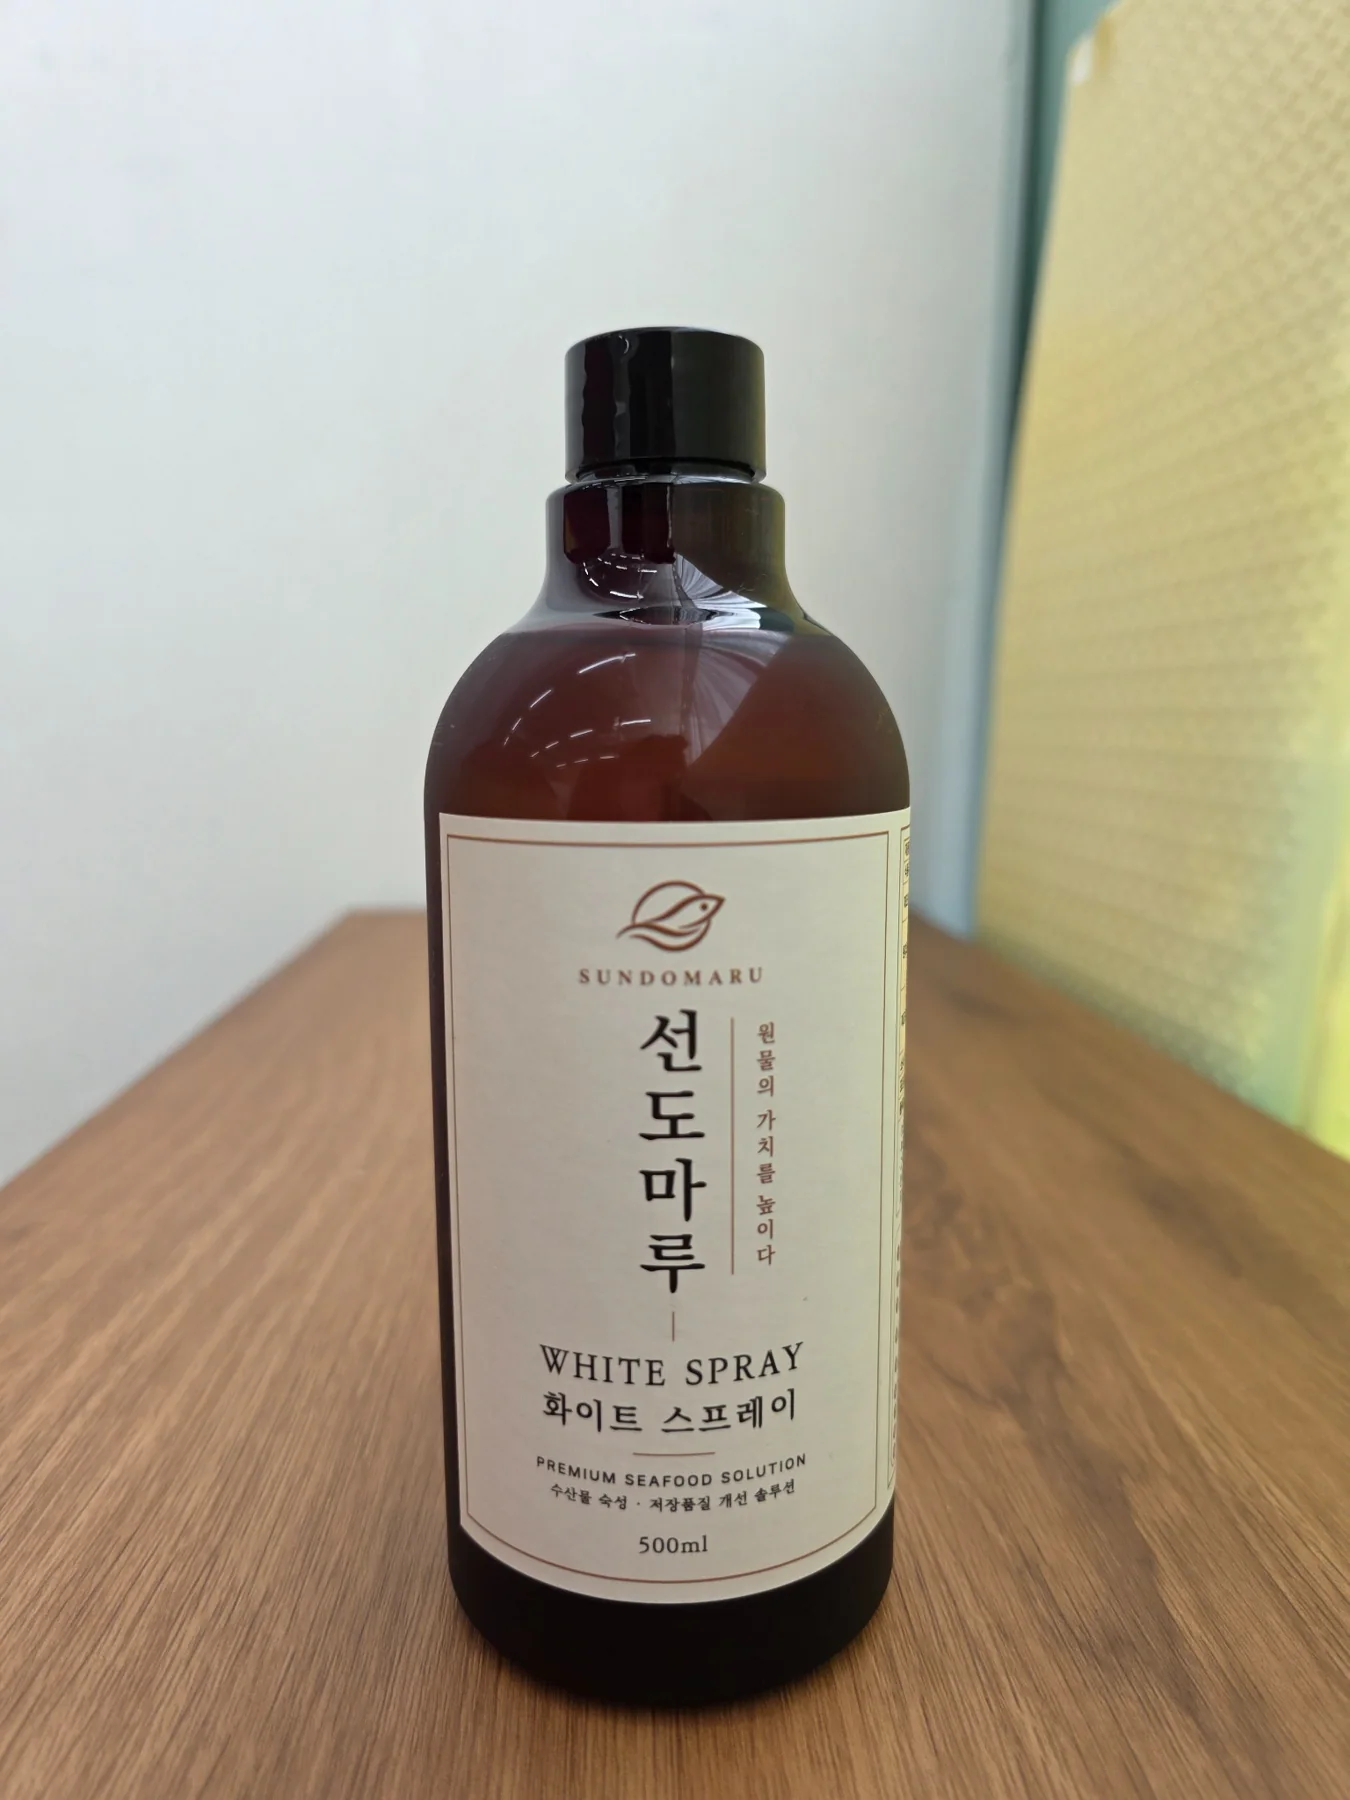 SUNDOMARU
선도마루
원물의 가치를 높이다
WHITE SPRAY
화이트 스프레이
PREMIUM SEAFOOD SOLUTION
수산물 숙성 · 저장품질 개선 솔루션
500ml